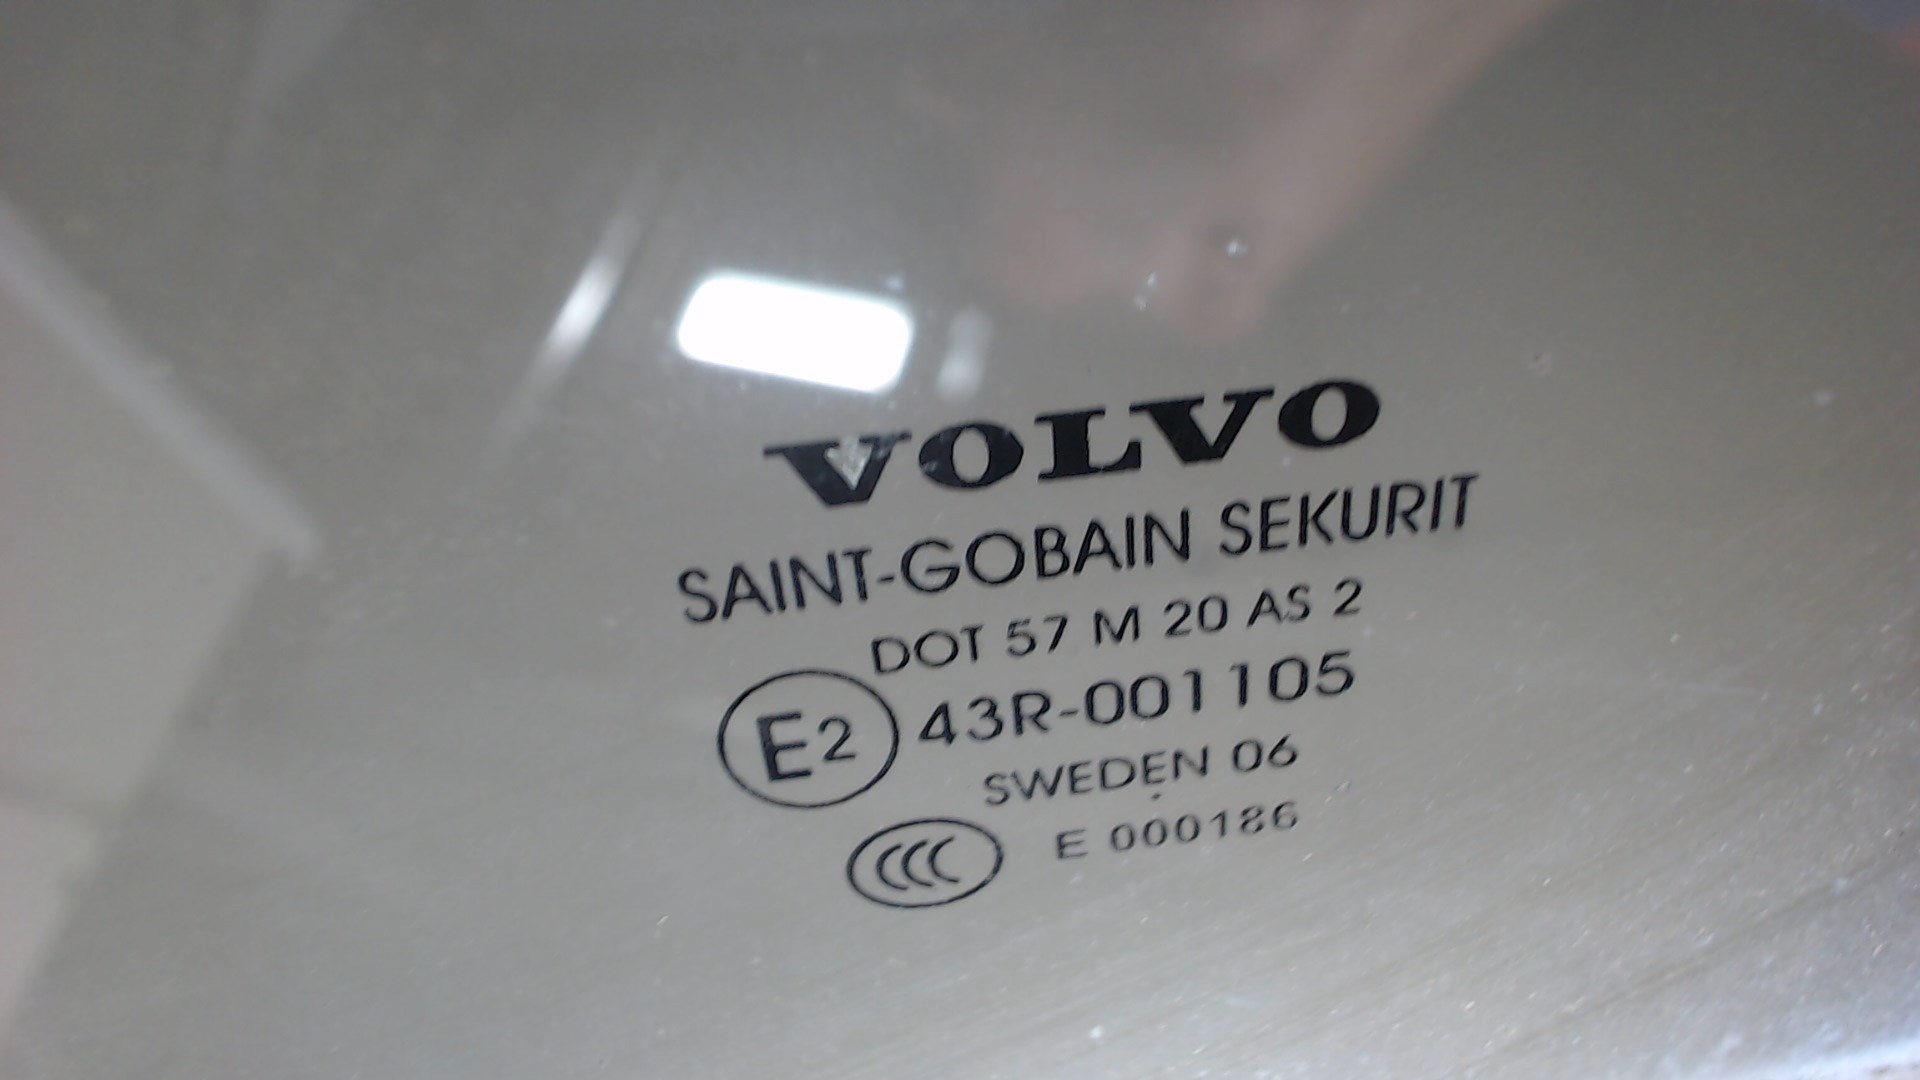 VOLVO
SAINT-GOBAIN SEKURIT
DOT 57 M 20 AS 2
E2 43R-001105
SWEDEN 06
CCC E 000186